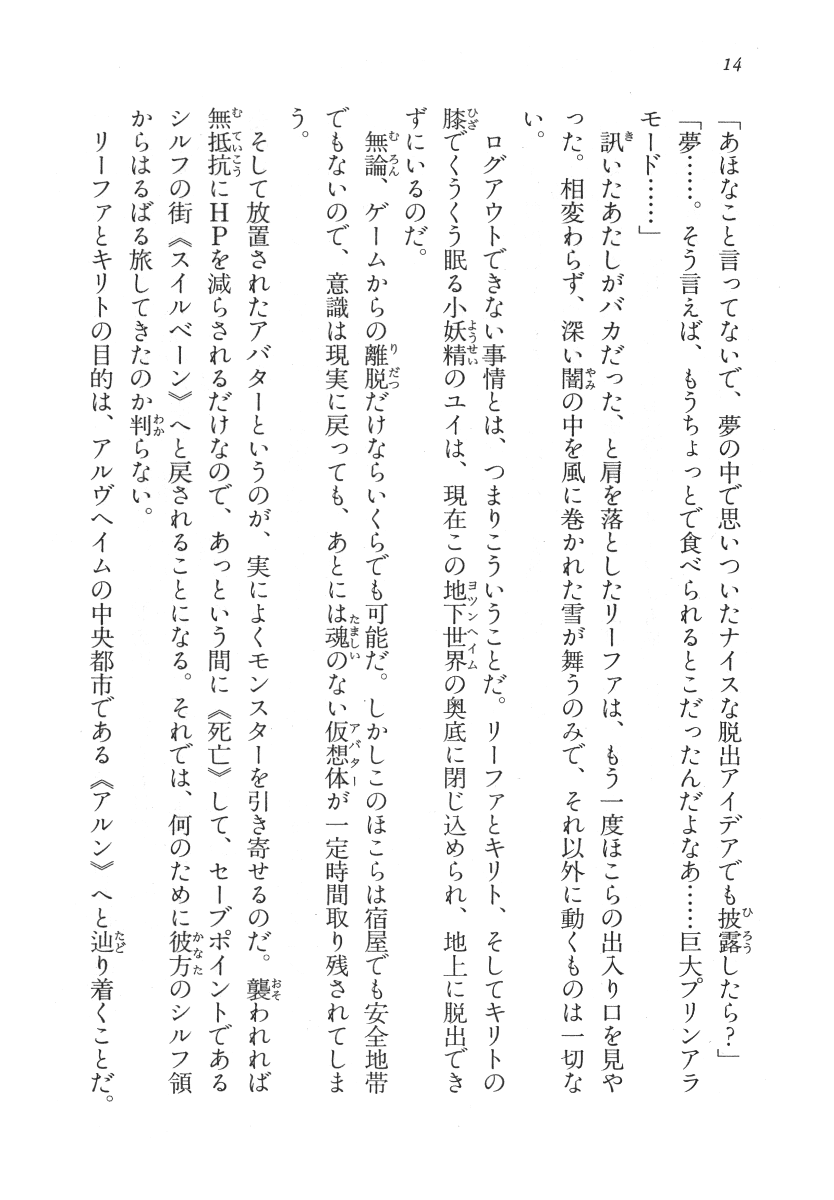 14
「あほなこと言ってないで、夢の中で思いついたナイスな脱出アイデアでも披露したら？」
「夢……。そう言えば、もうちょっとで食べられるとこだったんだよなあ……巨大プリンアラ
モード……」
訊いたあたしがバカだった、と肩を落としたリーファは、もう一度ほこらの出入り口を見や
った。相変わらず、深い闇の中を風に巻かれた雪が舞うのみで、それ以外に動くものは一切な
い。
ログアウトできない事情とは、つまりこういうことだ。リーファとキリト、そしてキリトの
膝でくうくう眠る小妖精のユイは、現在この地下世界の奥底に閉じ込められ、地上に脱出でき
ずにいるのだ。
無論、ゲームからの離脱だけならいくらでも可能だ。しかしこのほこらは宿屋でも安全地帯
でもないので、意識は現実に戻っても、あとには魂のない仮想体が一定時間取り残されてしま
う。
そして放置されたアバターというのが、実によくモンスターを引き寄せるのだ。襲われれば
無抵抗にＨＰを減らされるだけなので、あっという間に《死亡》して、セーブポイントである
シルフの街《スイルベーン》へと戻されることになる。それでは、何のために彼方のシルフ領
からはるばる旅してきたのか判らない。
リーファとキリトの目的は、アルヴヘイムの中央都市である《アルン》へと辿り着くことだ。